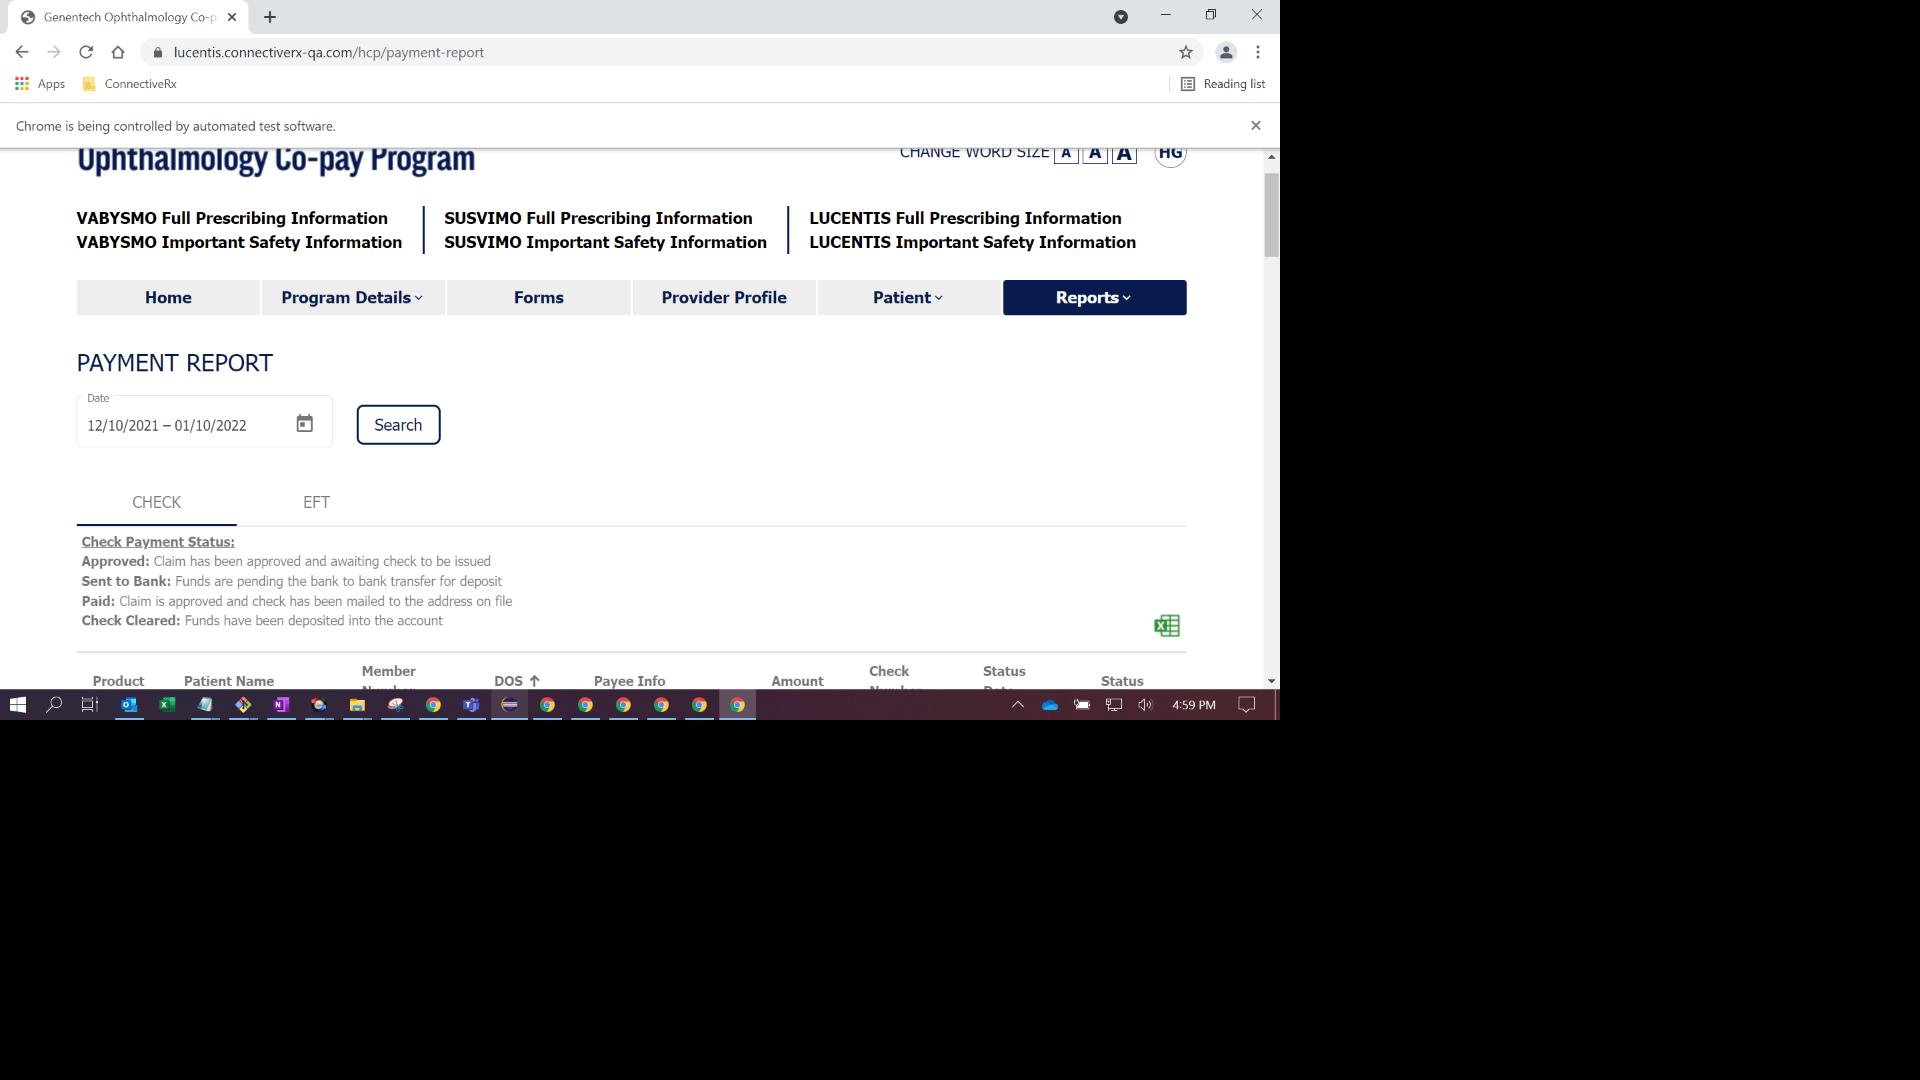 Genentech Ophthalmology Co-p
lucentis.connectiverx-qa.com/hcp/payment-report
Apps
ConnectiveRx
Reading list
Chrome is being controlled by automated test software.
Ophthalmology Co-pay Program
CHANGE WORD SIZE A A A
HG
VABYSMO Full Prescribing Information
VABYSMO Important Safety Information
SUSVIMO Full Prescribing Information
SUSVIMO Important Safety Information
LUCENTIS Full Prescribing Information
LUCENTIS Important Safety Information
Home
Program Details
Forms
Provider Profile
Patient
Reports
PAYMENT REPORT
Date
12/10/2021 – 01/10/2022
Search
CHECK
EFT
Check Payment Status:
Approved: Claim has been approved and awaiting check to be issued
Sent to Bank: Funds are pending the bank to bank transfer for deposit
Paid: Claim is approved and check has been mailed to the address on file
Check Cleared: Funds have been deposited into the account
Product
Patient Name
Member
Number
DOS ↑
Payee Info
Amount
Check
Number
Status
Date
Status
4:59 PM